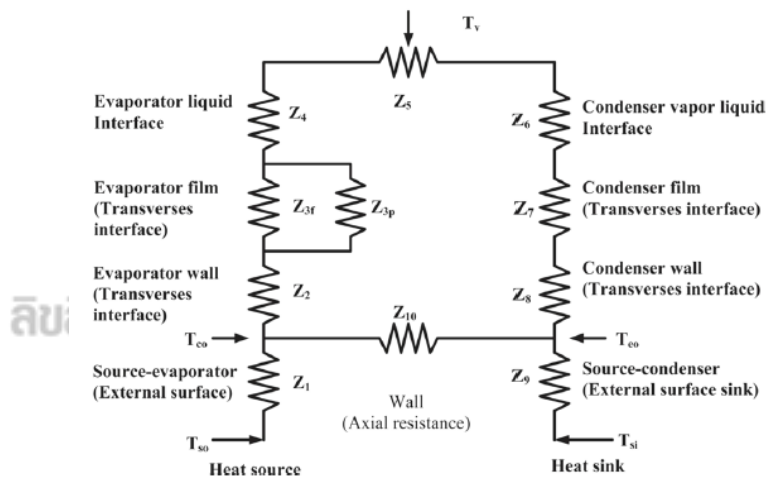 Tv
Evaporator liquid
Interface
Z4
Z5
Z6
Condenser vapor liquid
Interface
Evaporator film
(Transverses
interface)
Z3f
Z3p
Z7
Condenser film
(Transverses interface)
Evaporator wall
(Transverses
interface)
Z2
Z8
Condenser wall
(Transverses interface)
Teo
Z10
Teo
Source-evaporator
(External surface)
Z1
Wall
(Axial resistance)
Z9
Source-condenser
(External surface sink)
Tso
Tsi
Heat source
Heat sink